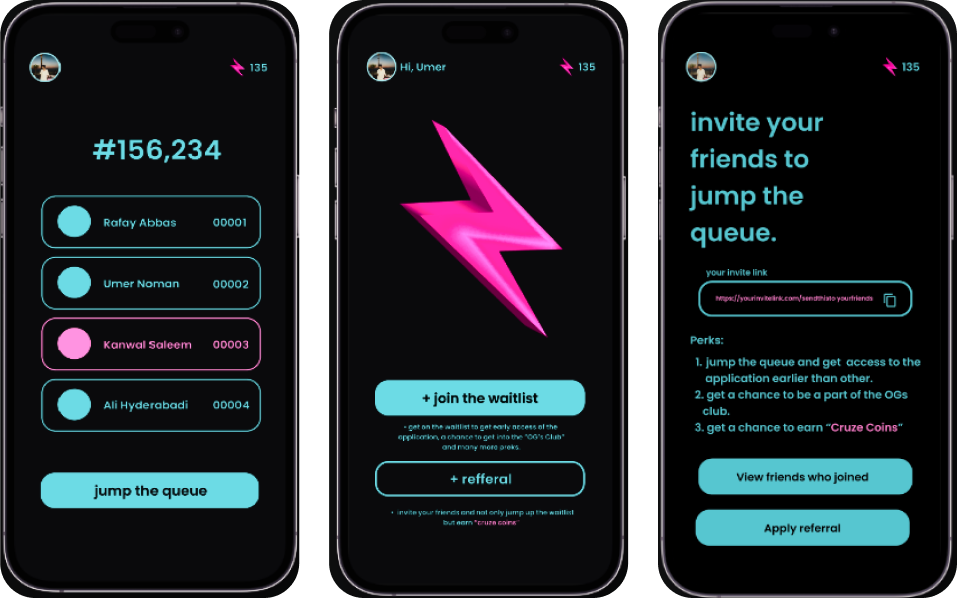 135
#156,234
Rafay Abbas 00001
Umer Noman 00002
Kanwal Saleem 00003
Ali Hyderabadi 00004
jump the queue
Hi, Umer 135
+ join the waitlist
• get on the waitlist to get early access of the
application, a chance to get into the "OG's Club"
and many more
+ refferal
• invite your friends and not only jump up the waitlist
but earn "cruze coins"
135
invite your
friends to
jump the
queue.
your invite link
https://yourinvitelink.com/sendthisto yourfriends
Perks:
1. jump the queue and get access to the
application earlier than other.
2. get a chance to be a part of the OGs
club.
3. get a chance to earn "Cruze Coins"
View friends who joined
Apply referral